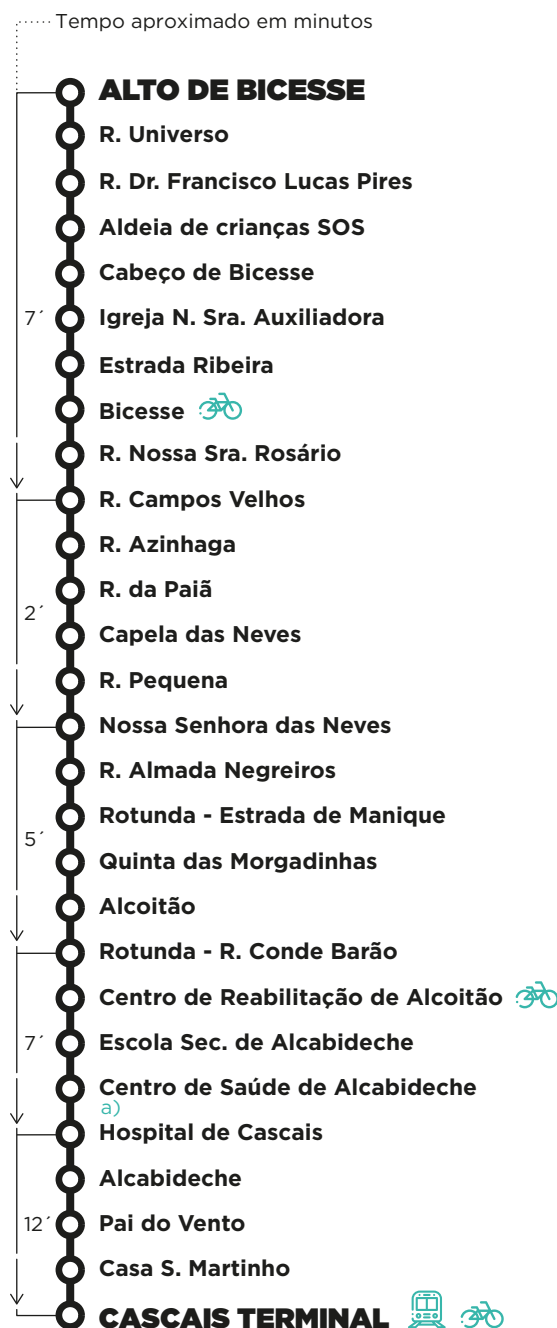 Tempo aproximado em minutos
ALTO DE BICESSE
R. Universo
R. Dr. Francisco Lucas Pires
Aldeia de crianças SOS
Cabeço de Bicesse
7´
Igreja N. Sra. Auxiliadora
Estrada Ribeira
Bicesse
R. Nossa Sra. Rosário
R. Campos Velhos
R. Azinhaga
R. da Paiã
2´
Capela das Neves
R. Pequena
Nossa Senhora das Neves
R. Almada Negreiros
Rotunda - Estrada de Manique
5´
Quinta das Morgadinhas
Alcoitão
Rotunda - R. Conde Barão
Centro de Reabilitação de Alcoitão
7´
Escola Sec. de Alcabideche
Centro de Saúde de Alcabideche
a)
Hospital de Cascais
Alcabideche
12´
Pai do Vento
Casa S. Martinho
CASCAIS TERMINAL